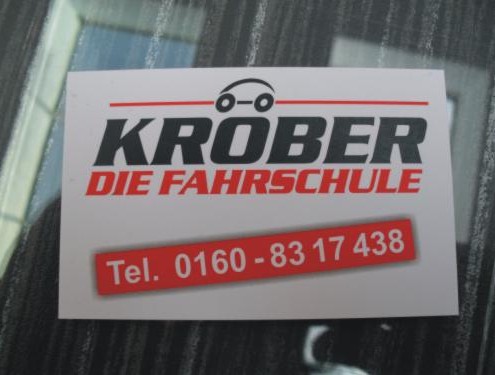 KRÖBER
DIE FAHRSCHULE
Tel. 0160 - 83 17 438